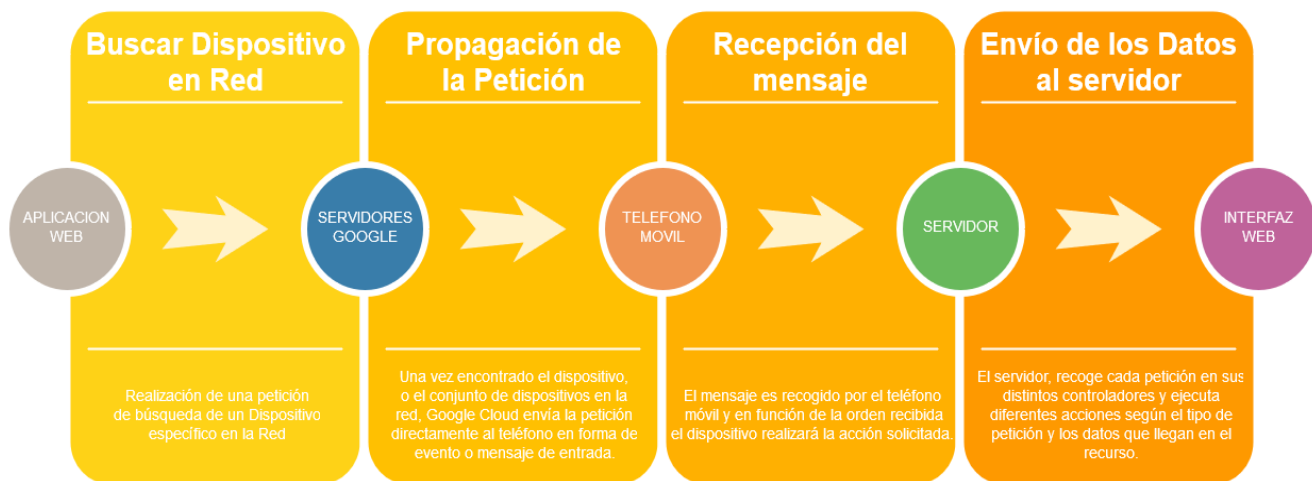 Buscar Dispositivo
en Red
Propagación de
la Petición
Recepción del
mensaje
Envío de los Datos
al servidor
APLICACION
WEB
SERVIDORES
GOOGLE
TELEFONO
MOVIL
SERVIDOR
INTERFAZ
WEB
Realización de una petición
de búsqueda de un Dispositivo
específico en la Red
Una vez encontrado el dispositivo,
o el conjunto de dispositivos en la
red, Google Cloud envía la petición
directamente al teléfono en forma de
evento o mensaje de entrada.
El mensaje es recogido por el teléfono
móvil y en función de la orden recibida
el dispositivo realizará la acción solicitada.
El servidor, recoge cada petición en sus
distintos controladores y ejecuta
diferentes acciones según el tipo de
petición y los datos que llegan en el
recurso.